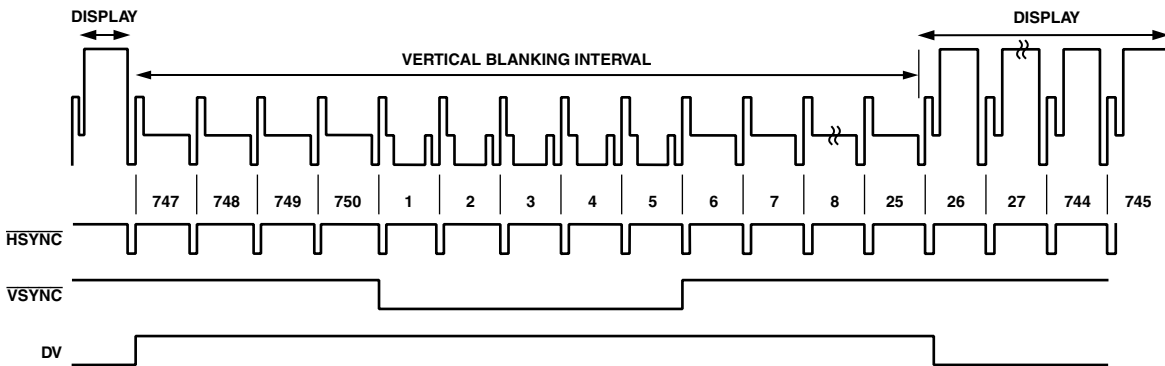 DISPLAY DISPLAY
VERTICAL BLANKING INTERVAL
747 748 749 750 1 2 3 4 5 6 7 8 25 26 27 744 745
HSYNC
VSYNC
DV